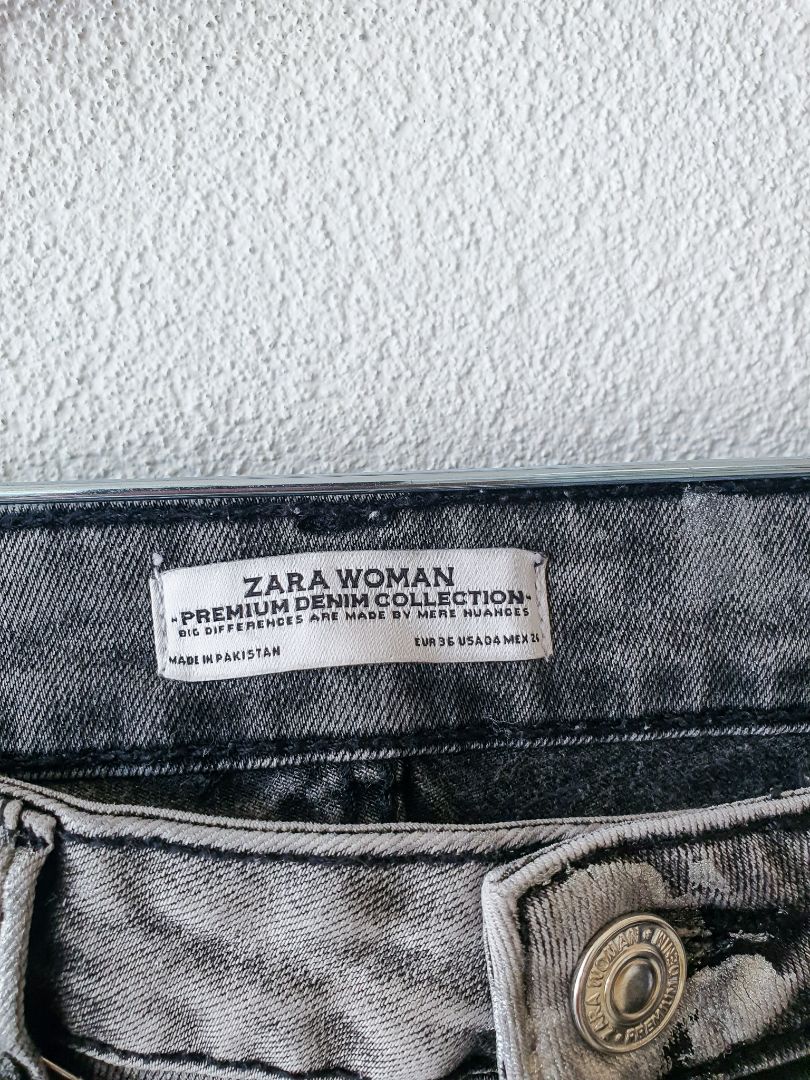 ZARA WOMAN
-PREMIUM DENIM COLLECTION-
BIG DIFFERENCES ARE MADE BY MERE NUANCES
MADE IN PAKISTAN
EUR 36 USA 04 MEX 26
ZARA WOMAN • PREMIUM